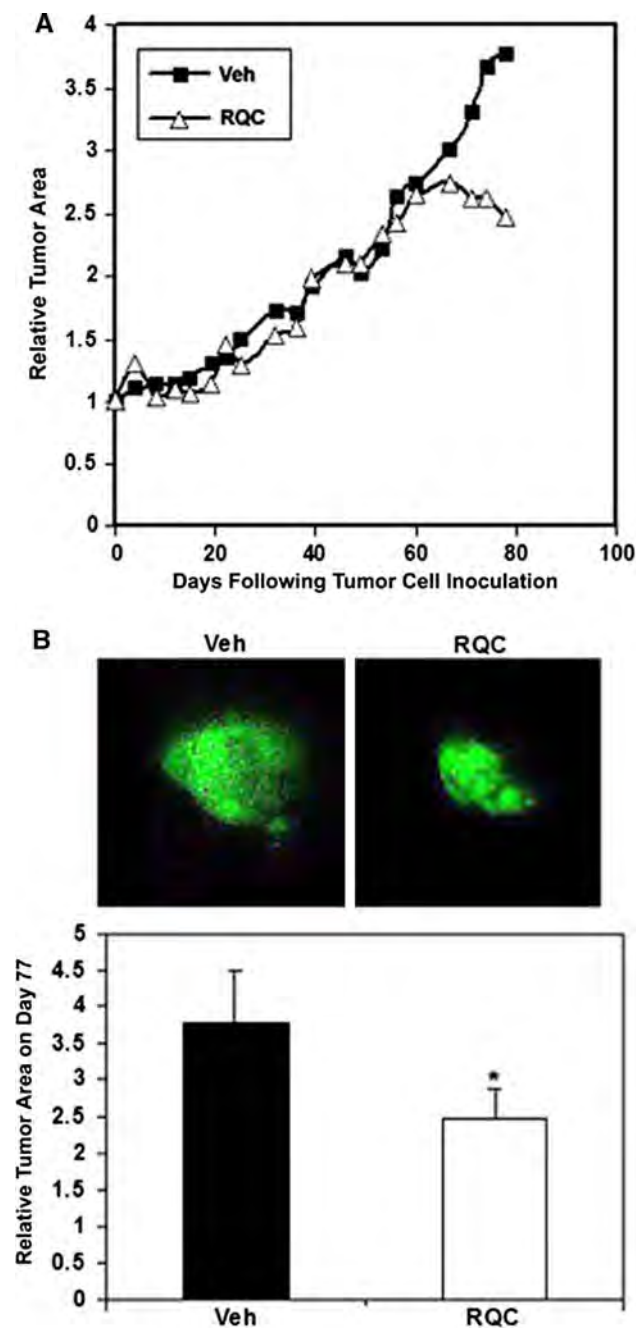 A
Relative Tumor Area
4
3.5
3
2.5
2
1.5
1
0.5
0
Veh
RQC
0 20 40 60 80 100
Days Following Tumor Cell Inoculation
B
Veh RQC
Relative Tumor Area on Day 77
5
4.5
4
3.5
3
2.5
2
1.5
1
0.5
0
*
Veh RQC